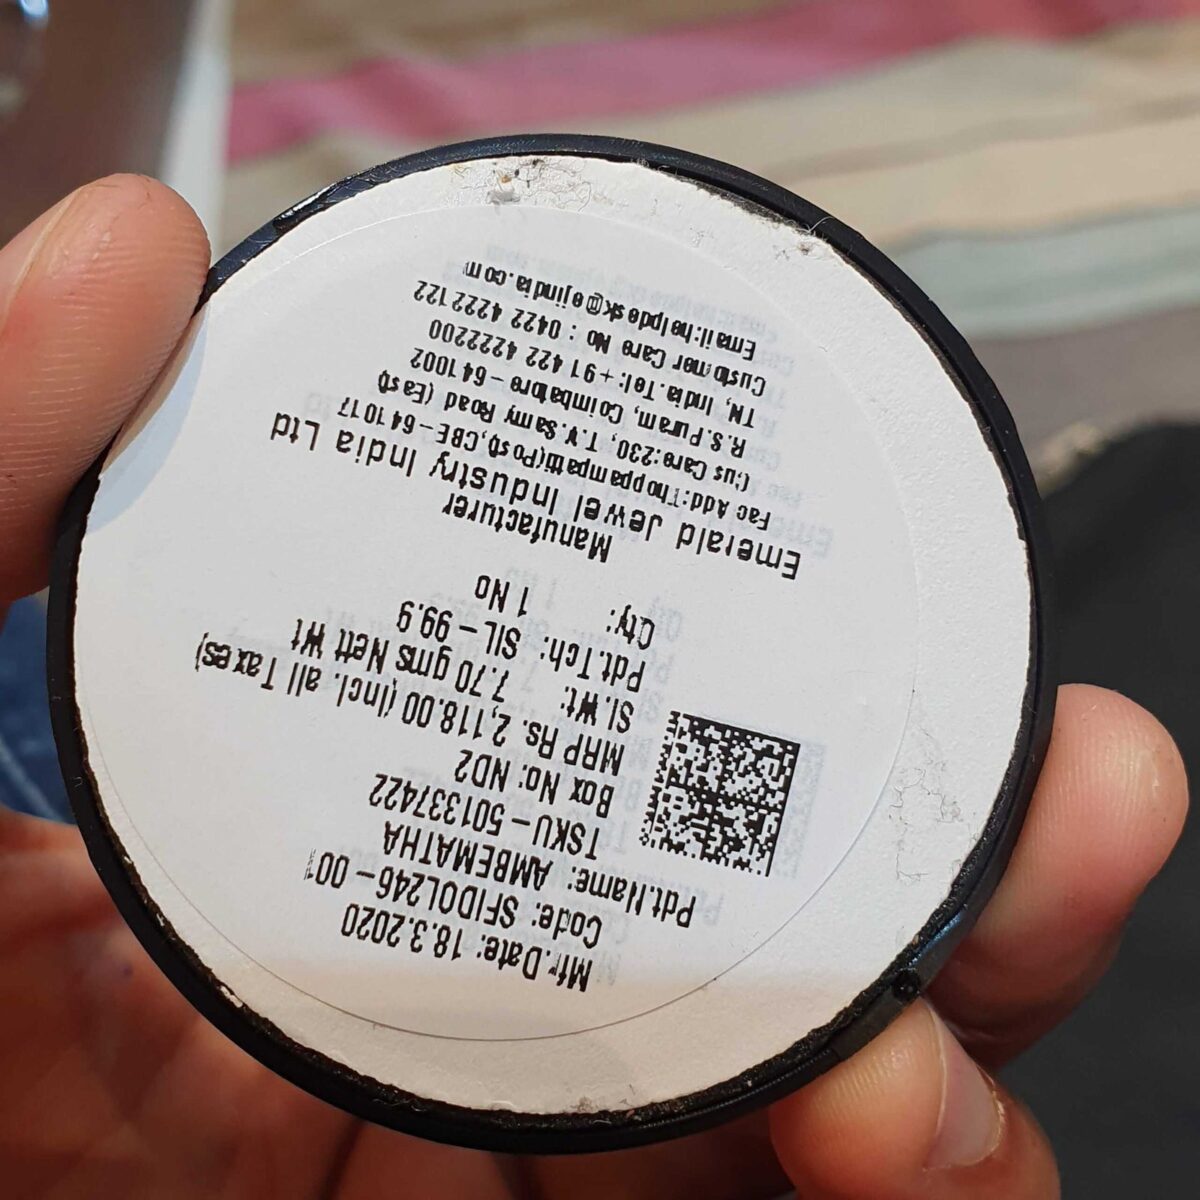 Mfr.Date: 18.3.2020
Code: SFIDOL246-001
Pdt.Name: AMBEMATHA
TSKU-501337422
Box No: ND2
MRP Rs. 2,118.00 (Incl. all Taxes)
Sl.Wt: 7.70 gms Nett Wt
Pdt.Tch: SIL-99.9
Qty: 1 No
Manufacturer
Emerald Jewel Industry India Ltd
Fac Add:Thoppampatti(Post),CBE-641017
Cus Care:230, T.V.Samy Road (East)
R.S.Puram, Coimbatore-641002
TN, India.Tel:+91 422 4222200
Customer Care No : 0422 4222122
Email:helpdesk@ejindia.com